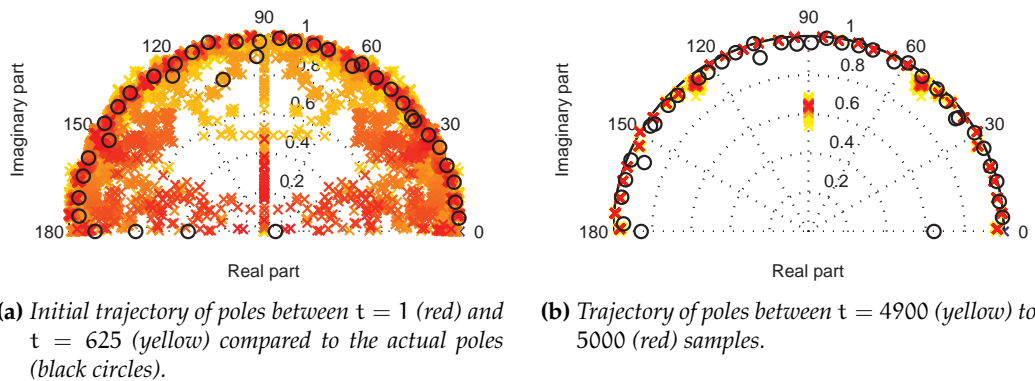 90
120
1
60
0.8
0.6
150
0.4
30
0.2
180
0
Imaginary part
Real part
90
120
1
60
0.8
0.6
150
0.4
30
0.2
180
0
Imaginary part
Real part
(a) Initial trajectory of poles between t = 1 (red) and
t = 625 (yellow) compared to the actual poles
(black circles).
(b) Trajectory of poles between t = 4900 (yellow) to
5000 (red) samples.